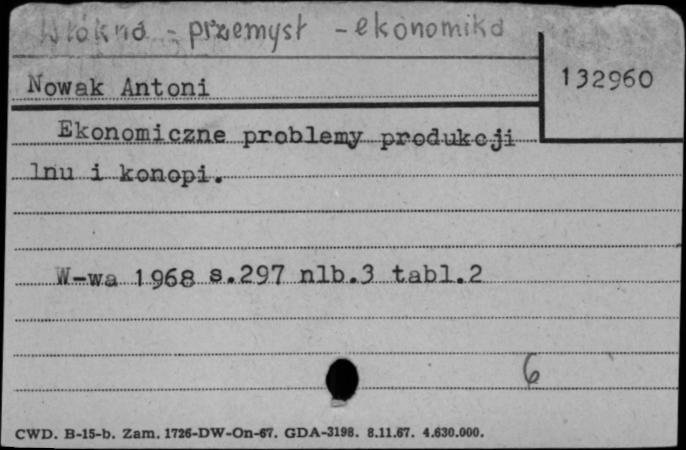 Włókna - przemysł - ekonomika
Nowak Antoni
132960
Ekonomiczne problemy produkcji
lnu i konopi.
W-wa 1968 s.297 nlb.3 tabl.2
6
CWD. B-15-b. Zam. 1726-DW-On-67. GDA-3198. 8.11.67. 4.630.000.